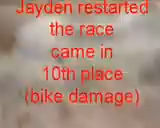 Jayden restarted
the race
came in
10th place
(bike damage)